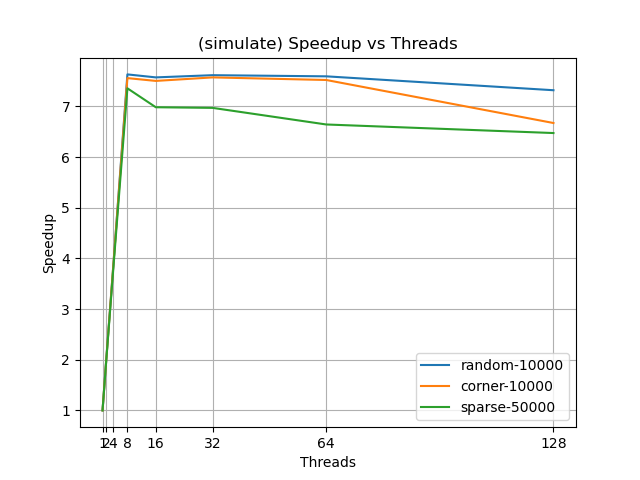 (simulate) Speedup vs Threads
Speedup
7
6
5
4
3
2
1
random-10000
corner-10000
sparse-50000
1 2 4 8 16 32 64 128
Threads